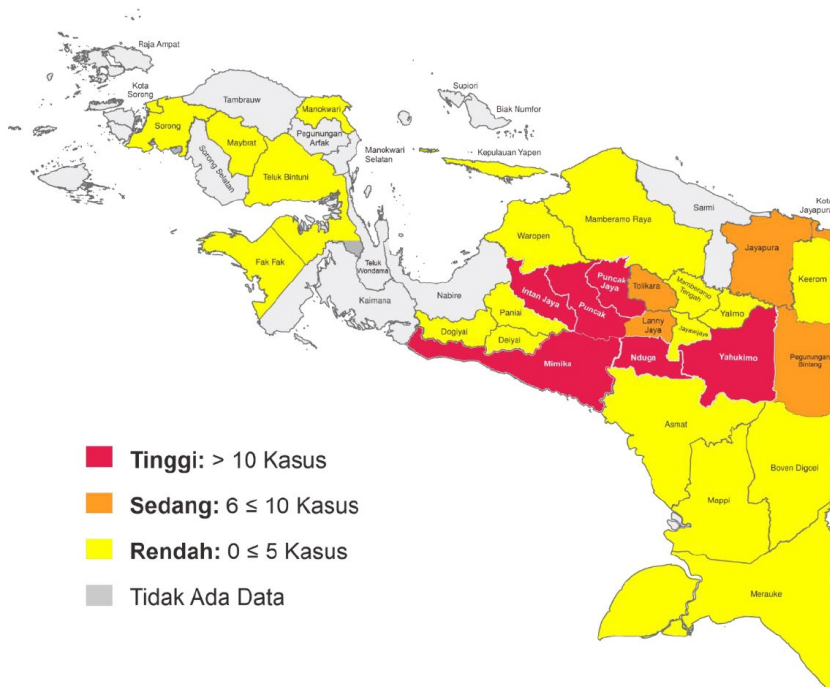 Raja Ampat
Kota
Sorong
Tambrauw
Supiori
Biak Numfor
Sorong
Maybrat
Manokwari
Pegunungan
Arfak
Manokwari
Selatan
Sorong Selatan
Teluk Bintuni
Kepulauan Yapen
Fak Fak
Teluk
Wondama
Kaimana
Nabire
Waropen
Mamberamo Raya
Sarmi
Kota
Jayapura
Jayapura
Keerom
Intan Jaya
Puncak
Jaya
Puncak
Tolikara
Mamberamo
Tengah
Yalimo
Paniai
Dogiyai
Deiyai
Lanny
Jaya
Jayawijaya
Mimika
Nduga
Yahukimo
Pegunungan
Bintang
Asmat
Mappi
Boven Digoel
Merauke
Tinggi: > 10 Kasus
Sedang: 6 ≤ 10 Kasus
Rendah: 0 ≤ 5 Kasus
Tidak Ada Data